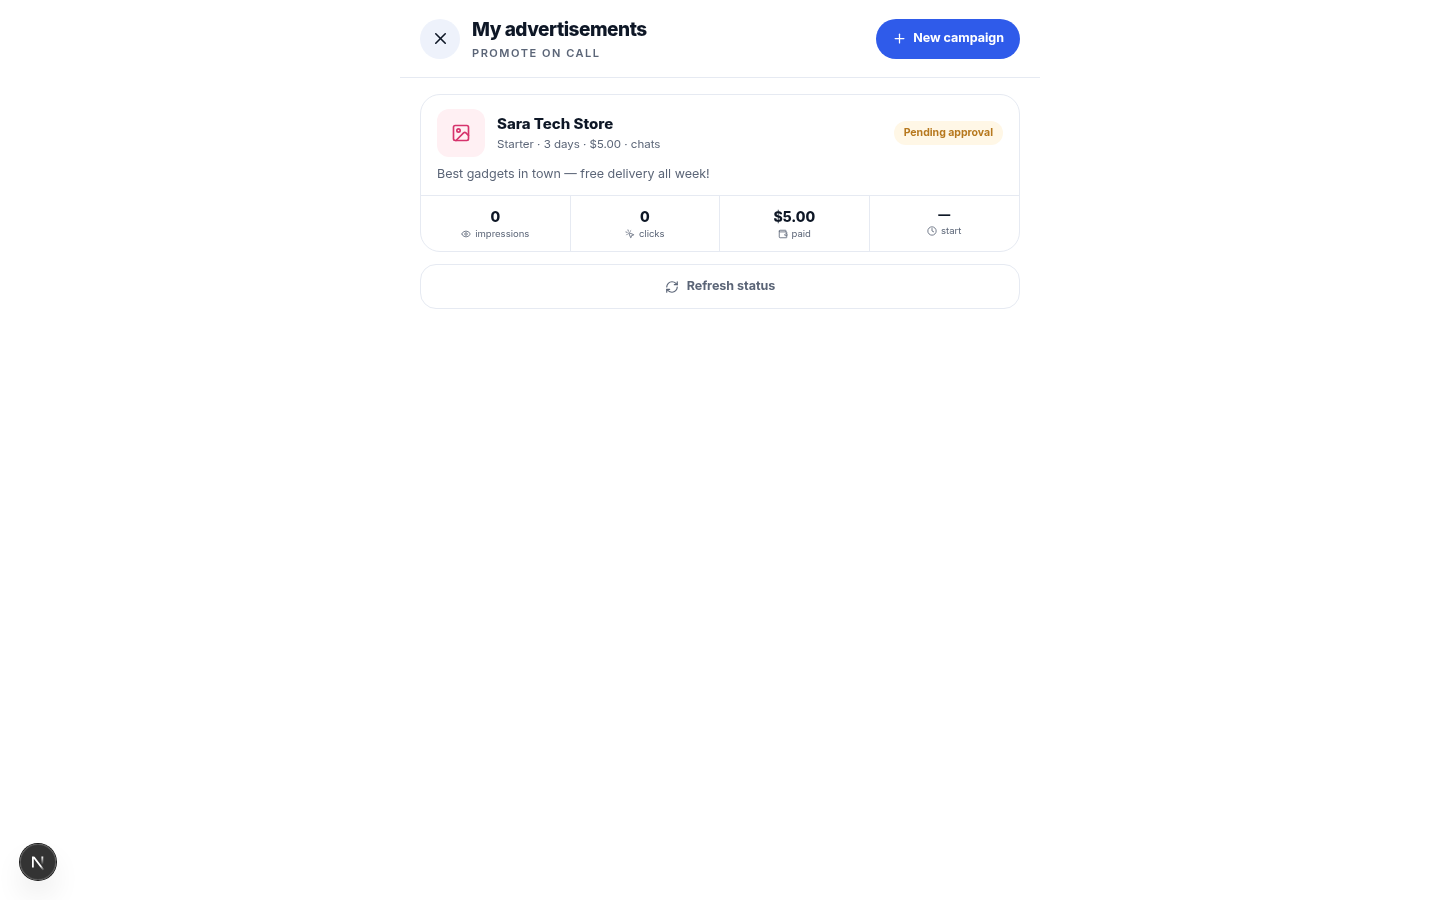 My advertisements
PROMOTE ON CALL
New campaign
Sara Tech Store
Starter · 3 days · $5.00 · chats
Pending approval
Best gadgets in town — free delivery all week!
0
impressions
0
clicks
$5.00
paid
—
start
Refresh status
N